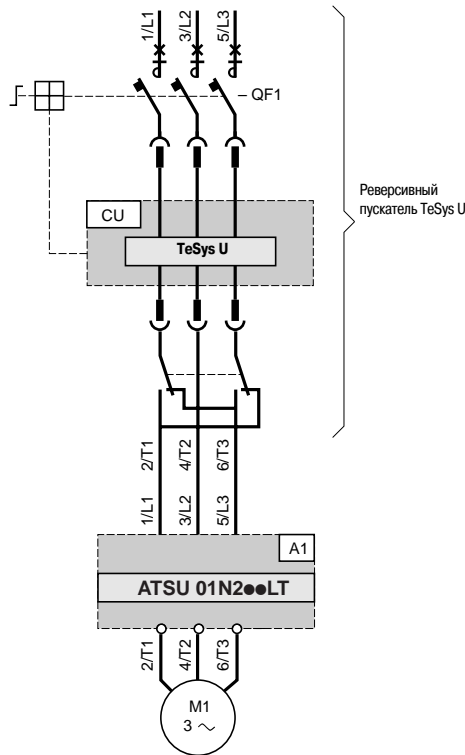 1/L1
3/L2
5/L3
QF1
CU
TeSys U
Реверсивный
пускатель TeSys U
2/T1
4/T2
6/T3
1/L1
3/L2
5/L3
A1
ATSU 01N2●●LT
2/T1
4/T2
6/T3
M1
3 ~